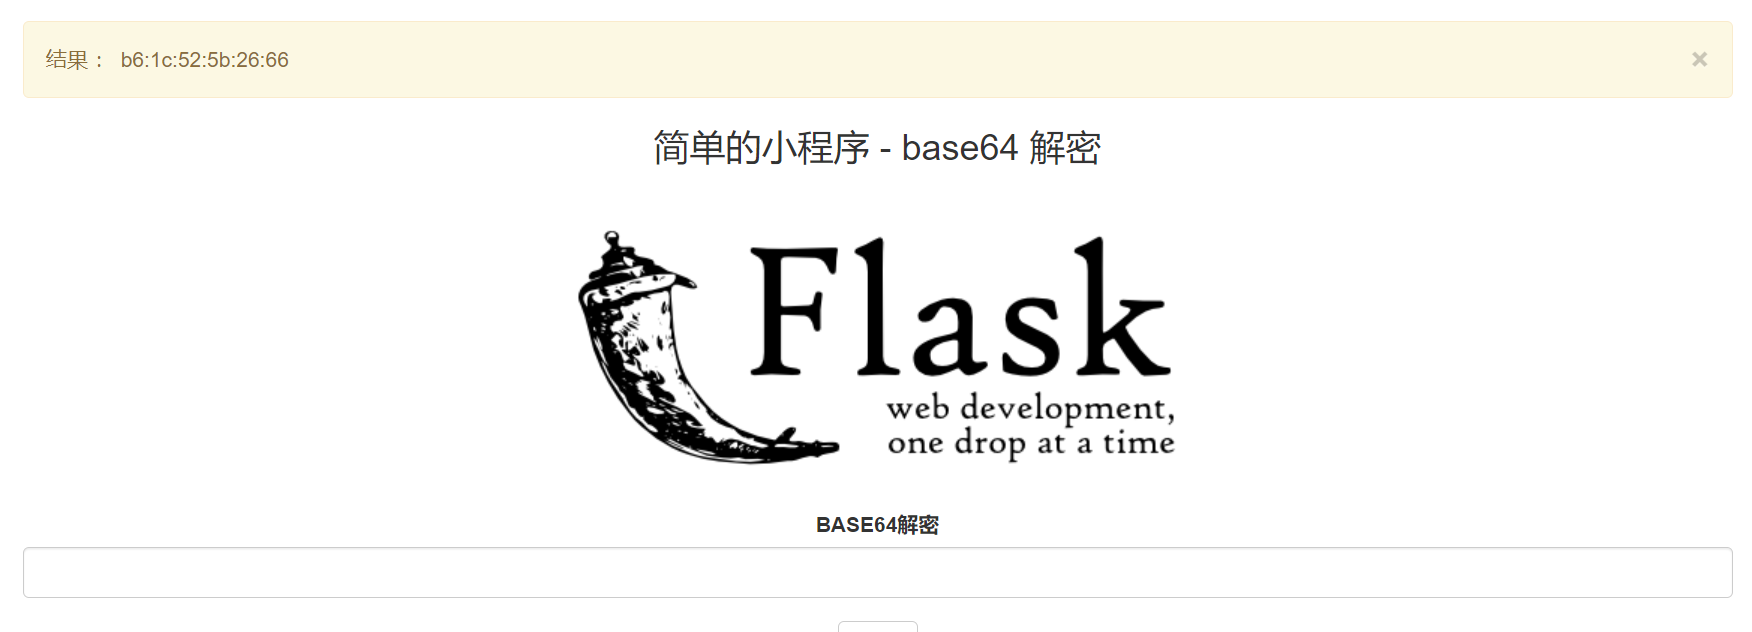 结果： b6:1c:52:5b:26:66
×
简单的小程序 - base64 解密
Flask
web development,
one drop at a time
BASE64解密